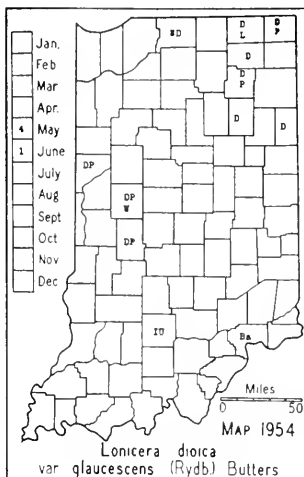 Jan.
Feb
Mar
Apr.
4 May
1 June
July
Aug
Sept
Oct
Nov
Dec
D
L
D
P
D
D
P
D
D
DP
DP
W
DP
IU
Ba
Miles
0 50
MAP 1954
Lonicera dioica
var glaucescens (Rydb.) Butters